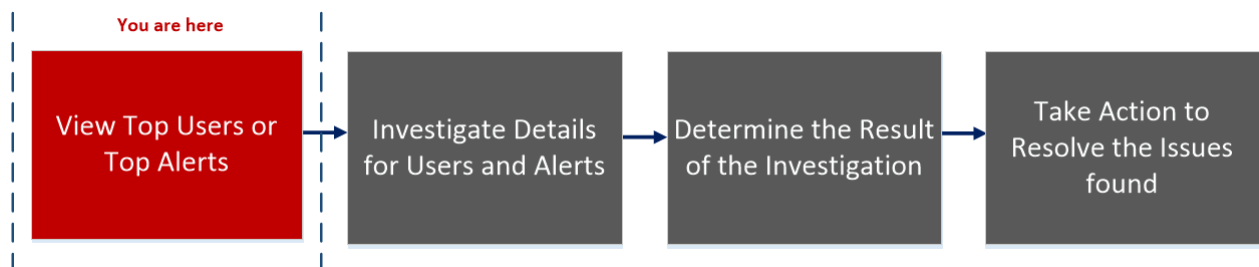 You are here
View Top Users or
Top Alerts
Investigate Details
for Users and Alerts
Determine the Result
of the Investigation
Take Action to
Resolve the Issues
found